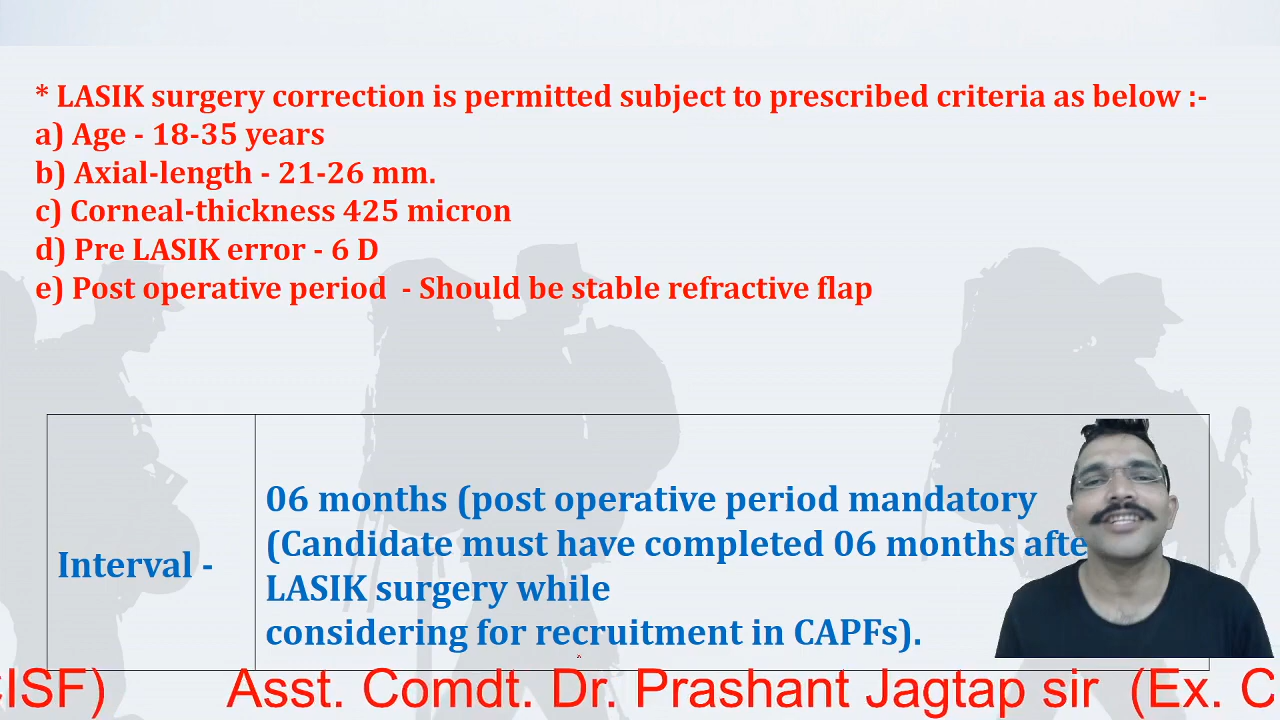 * LASIK surgery correction is permitted subject to prescribed criteria as below :-
a) Age - 18-35 years
b) Axial-length - 21-26 mm.
c) Corneal-thickness 425 micron
d) Pre LASIK error - 6 D
e) Post operative period - Should be stable refractive flap
Interval -
06 months (post operative period mandatory
(Candidate must have completed 06 months afte
LASIK surgery while
considering for recruitment in CAPFs).
CISF) Asst. Comdt. Dr. Prashant Jagtap sir (Ex. C